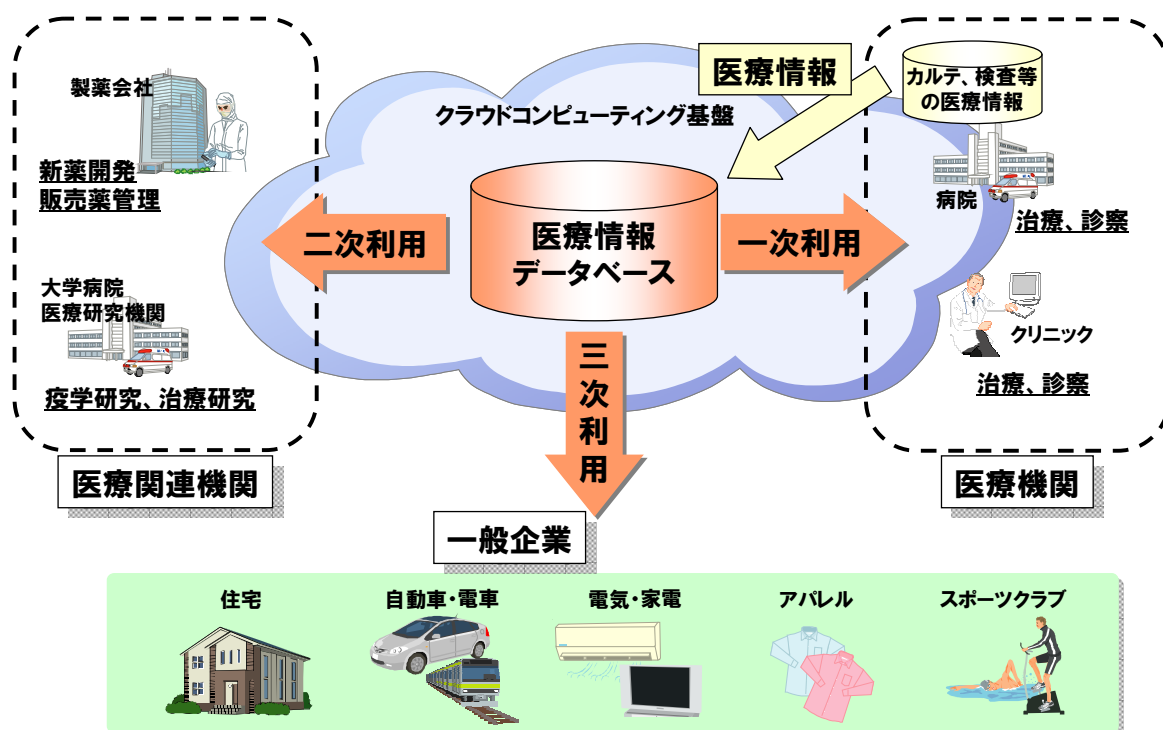 製薬会社
新薬開発
販売薬管理
大学病院
医療研究機関
疫学研究、治療研究
医療関連機関
クラウドコンピューティング基盤
医療情報
カルテ、検査等
の医療情報
病院
治療、診察
クリニック
治療、診察
医療機関
二次利用
医療情報
データベース
一次利用
三次利用
一般企業
住宅
自動車・電車
電気・家電
アパレル
スポーツクラブ